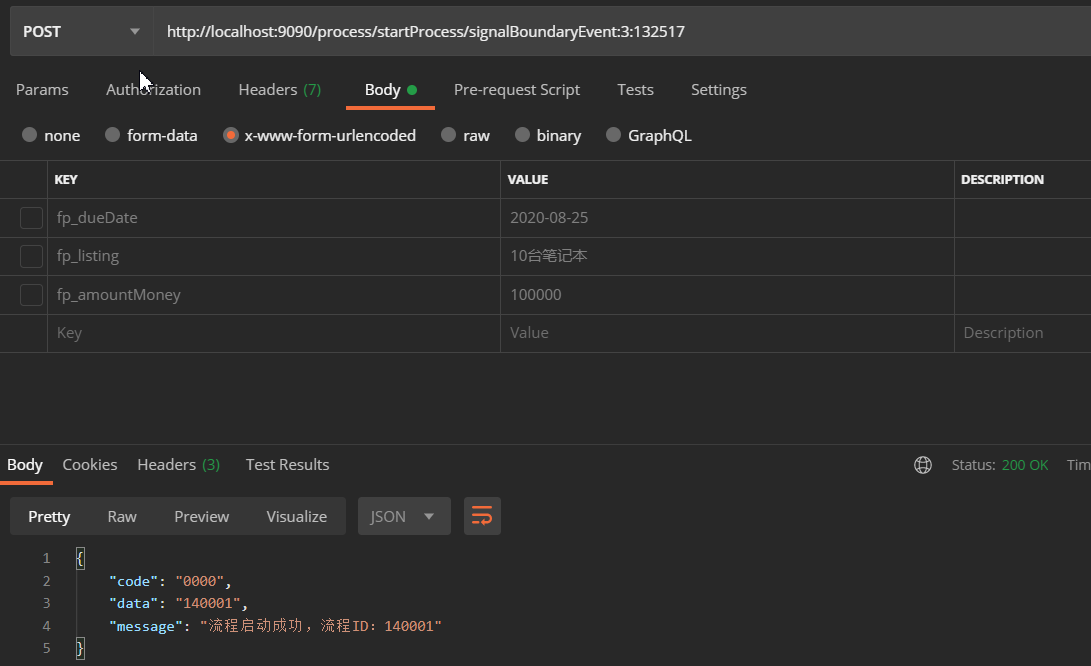 POST http://localhost:9090/process/startProcess/signalBoundaryEvent:3:132517
Params Authorization Headers (7) Body Pre-request Script Tests Settings
none form-data x-www-form-urlencoded raw binary GraphQL
KEY VALUE DESCRIPTION
fp_dueDate 2020-08-25
fp_listing 10台笔记本
fp_amountMoney 100000
Key Value Description
Body Cookies Headers (3) Test Results Status: 200 OK Tim
Pretty Raw Preview Visualize JSON
1 {
2 "code": "0000",
3 "data": "140001",
4 "message": "流程启动成功，流程ID：140001"
5 }